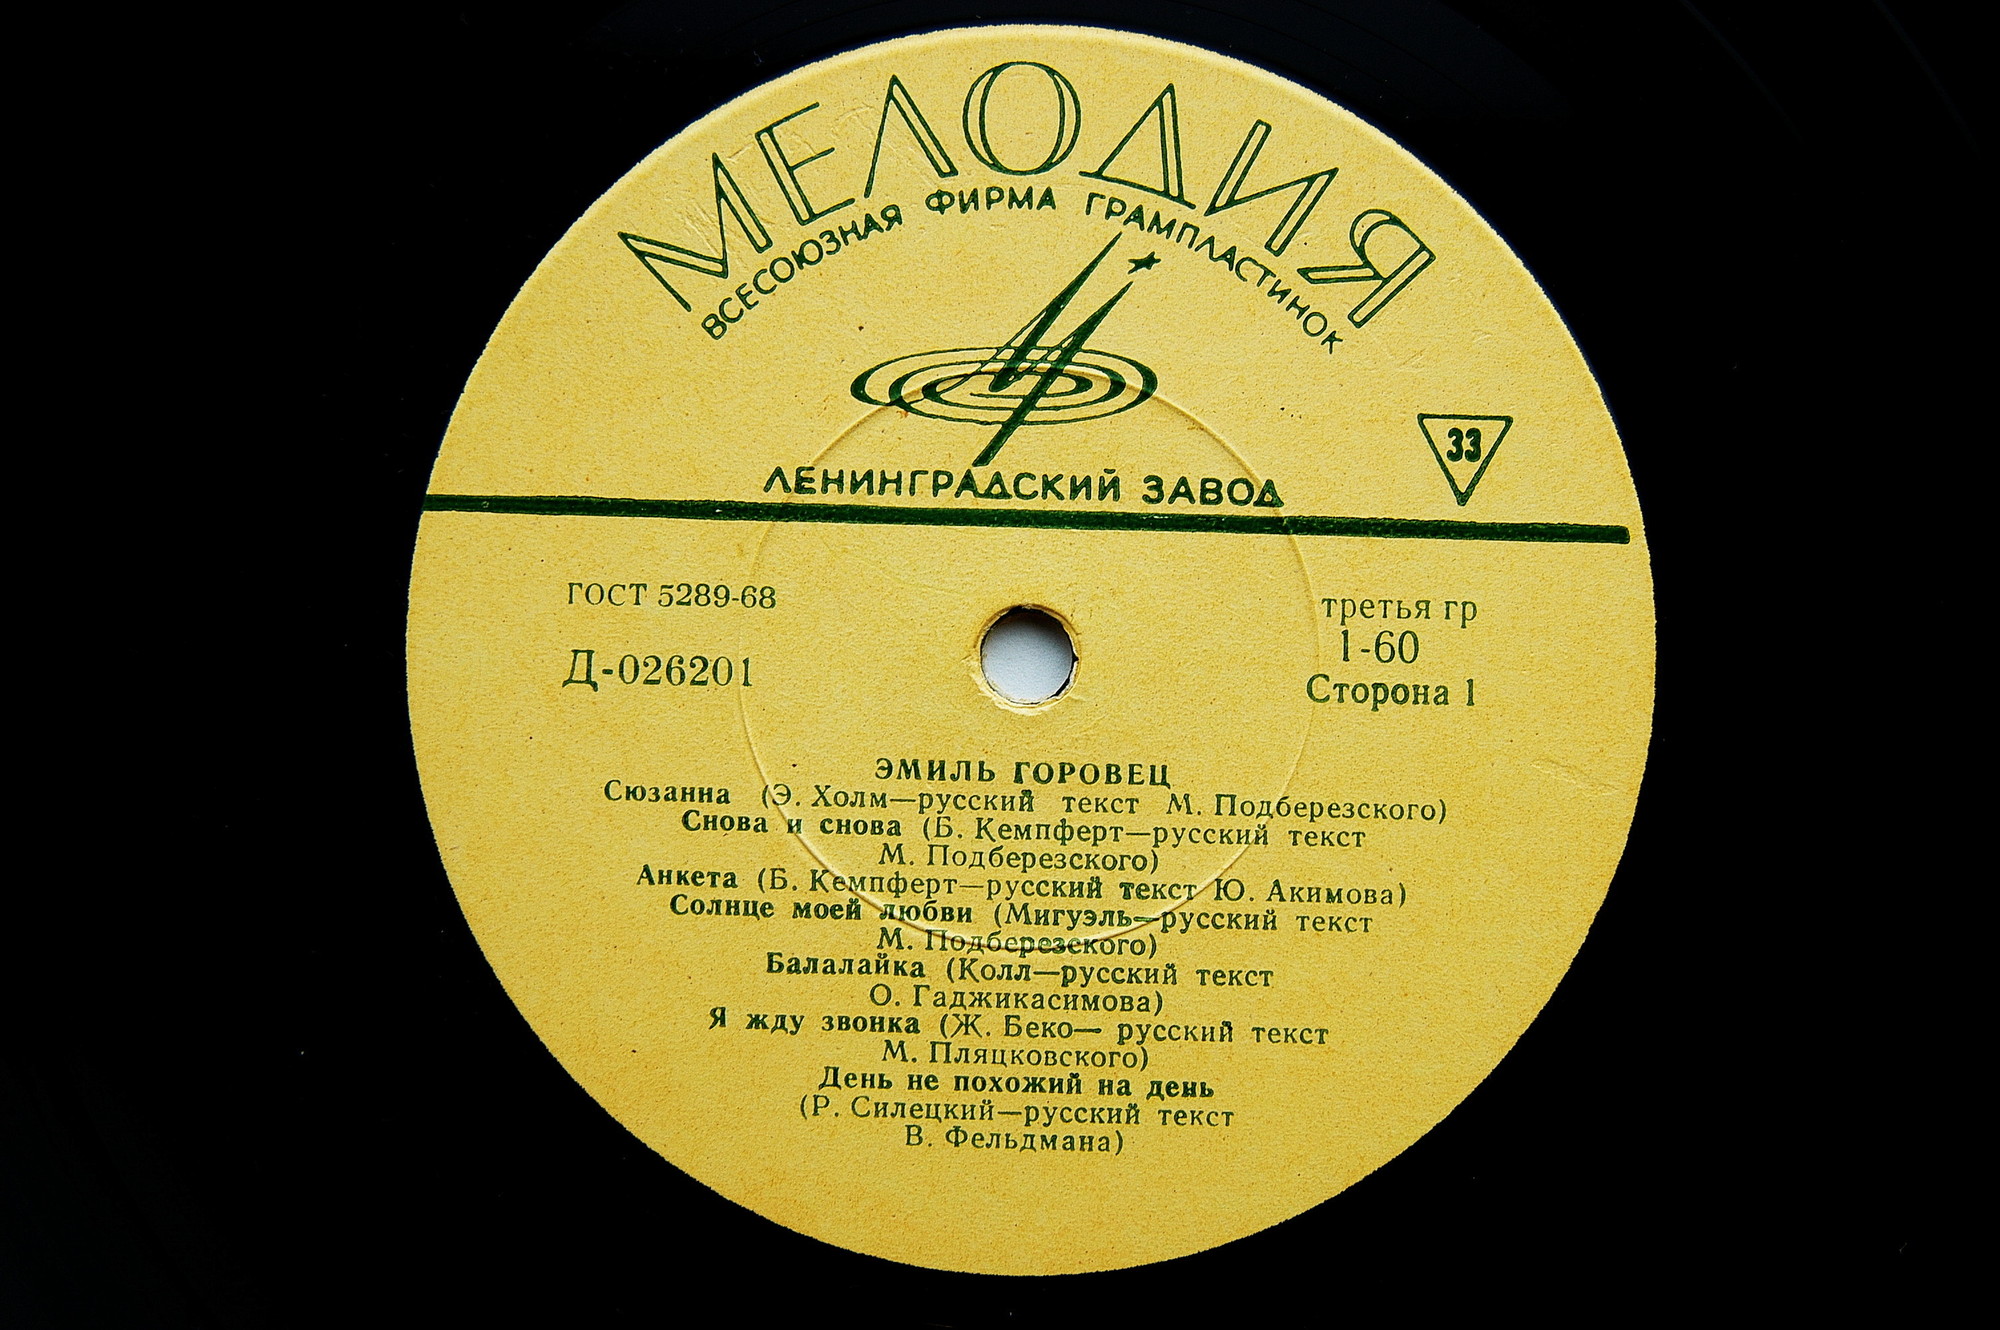 МЕЛОДИЯ
ВСЕСОЮЗНАЯ ФИРМА ГРАМПЛАСТИНОК
33
ЛЕНИНГРАДСКИЙ ЗАВОД
ГОСТ 5289-68
Д-026201
третья гр
1-60
Сторона 1
ЭМИЛЬ ГОРОВЕЦ
Сюзанна (Э. Холм—русский текст М. Подберезского)
Снова и снова (Б. Кемпферт—русский текст
М. Подберезского)
Анкета (Б. Кемпферт—русский текст Ю. Акимова)
Солнце моей любви (Мигуэль—русский текст
М. Подберезского)
Балалайка (Колл—русский текст
О. Гаджикасимова)
Я жду звонка (Ж. Беко— русский текст
М. Пляцковского)
День не похожий на день
(Р. Силецкий—русский текст
В. Фельдмана)